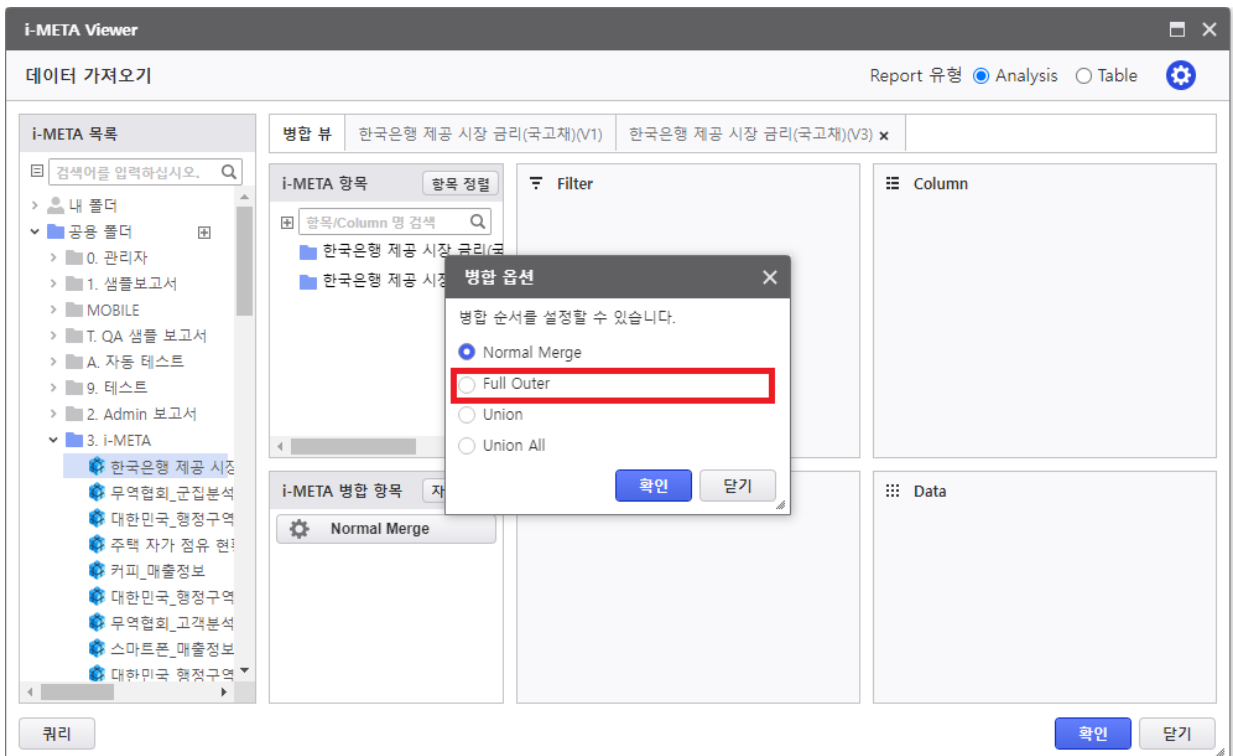 i-META Viewer
데이터 가져오기
Report 유형 Analysis Table
i-META 목록
검색어를 입력하십시오.
내 폴더
공용 폴더
0. 관리자
1. 샘플보고서
MOBILE
T. QA 샘플 보고서
A. 자동 테스트
9. 테스트
2. Admin 보고서
3. i-META
한국은행 제공 시장
무역협회_군집분석
대한민국_행정구역
주택 자가 점유 현황
커피_매출정보
대한민국_행정구역
무역협회_고객분석
스마트폰_매출정보
대한민국 행정구역
병합 뷰 한국은행 제공 시장 금리(국고채)(V1) 한국은행 제공 시장 금리(국고채)(V3)
i-META 항목 항목 정렬
항목/Column 명 검색
한국은행 제공 시장 금리(국
한국은행 제공 시장
Filter
Column
병합 옵션
병합 순서를 설정할 수 있습니다.
Normal Merge
Full Outer
Union
Union All
확인 닫기
i-META 병합 항목 자
Normal Merge
Data
쿼리 확인 닫기